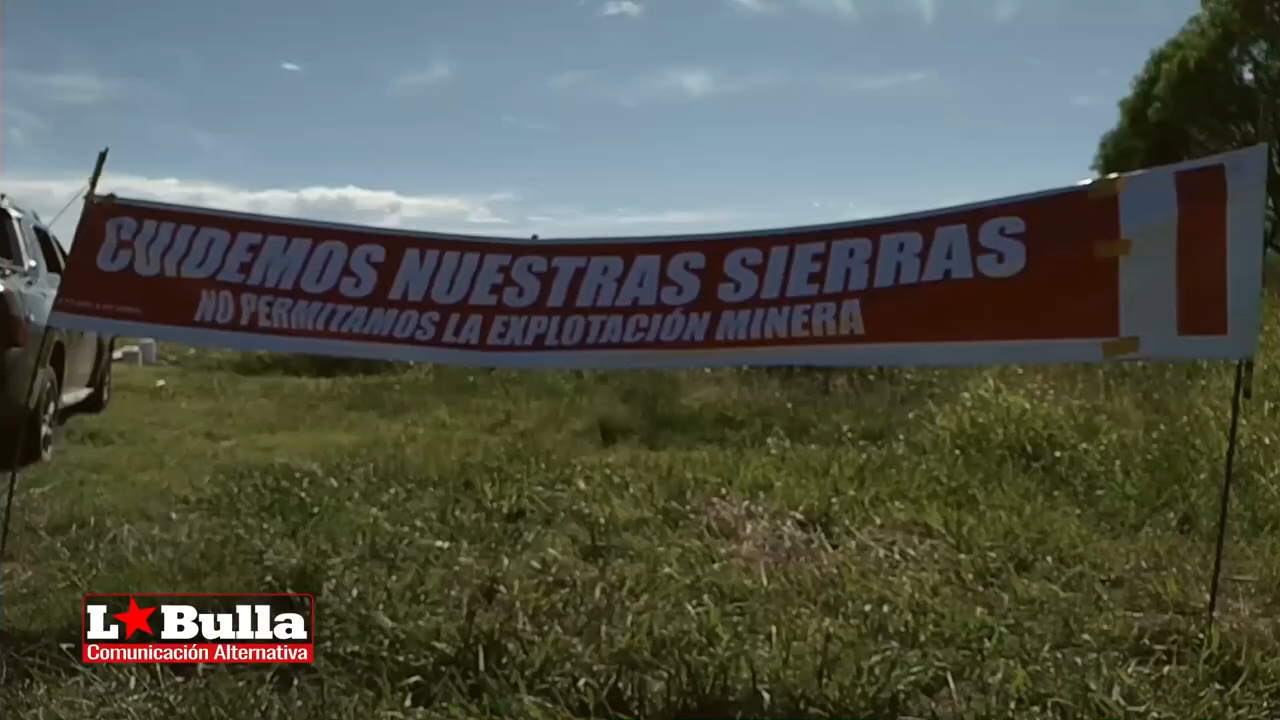 CUIDEMOS NUESTRAS SIERRAS
NO PERMITAMOS LA EXPLOTACIÓN MINERA
L★Bulla
Comunicación Alternativa